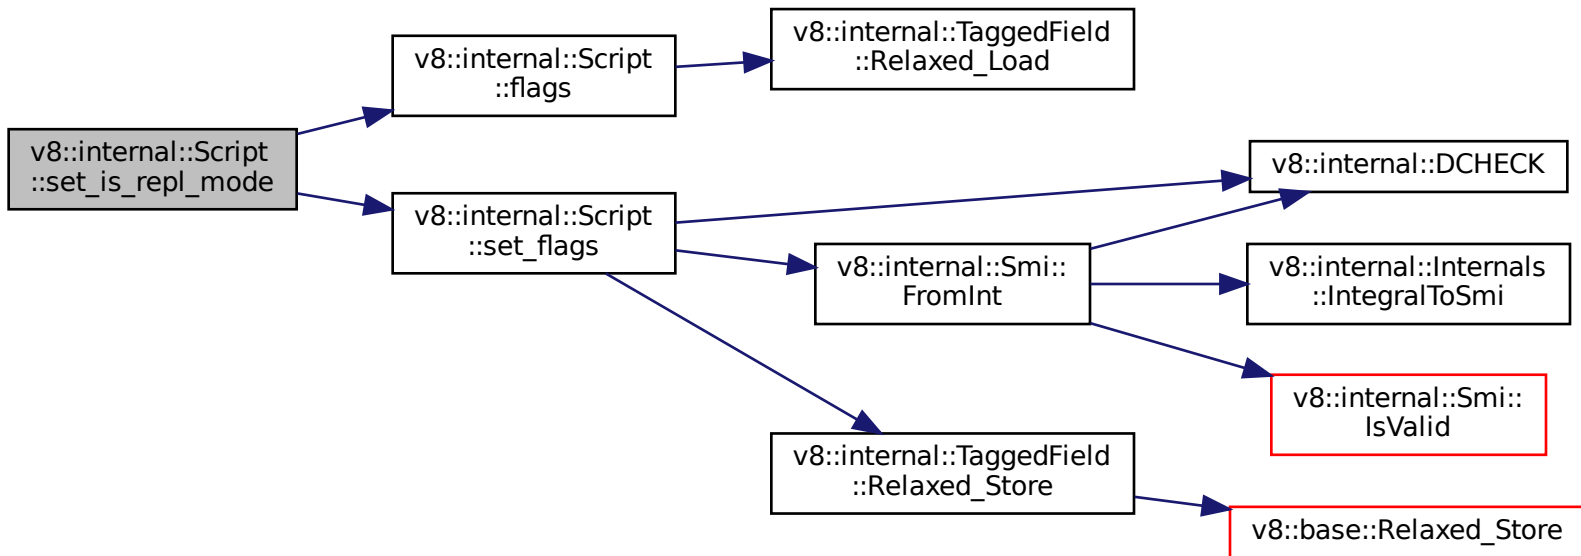 v8::internal::Script
::set_is_repl_mode
v8::internal::Script
::flags
v8::internal::TaggedField
::Relaxed_Load
v8::internal::Script
::set_flags
v8::internal::DCHECK
v8::internal::Smi::
FromInt
v8::internal::Internals
::IntegralToSmi
v8::internal::Smi::
IsValid
v8::internal::TaggedField
::Relaxed_Store
v8::base::Relaxed_Store